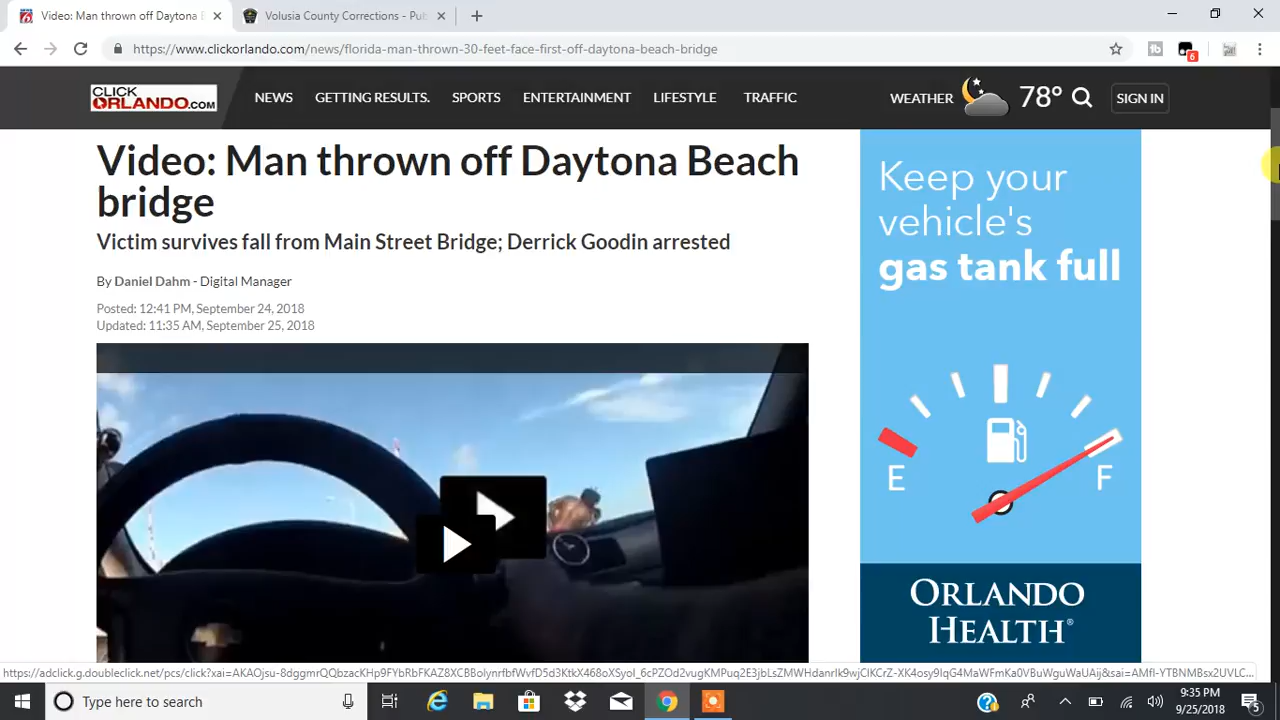 Video: Man thrown off Daytona B
Volusia County Corrections - Pub
https://www.clickorlando.com/news/florida-man-thrown-30-feet-face-first-off-daytona-beach-bridge
6
CLICK
ORLANDO.COM
NEWS
GETTING RESULTS.
SPORTS
ENTERTAINMENT
LIFESTYLE
TRAFFIC
WEATHER
78°
SIGN IN
Video: Man thrown off Daytona Beach
bridge
Victim survives fall from Main Street Bridge; Derrick Goodin arrested
By Daniel Dahm - Digital Manager
Posted: 12:41 PM, September 24, 2018
Updated: 11:35 AM, September 25, 2018
Keep your
vehicle's
gas tank full
E
F
ORLANDO
HEALTH®
Type here to search
9:35 PM
9/25/2018
5